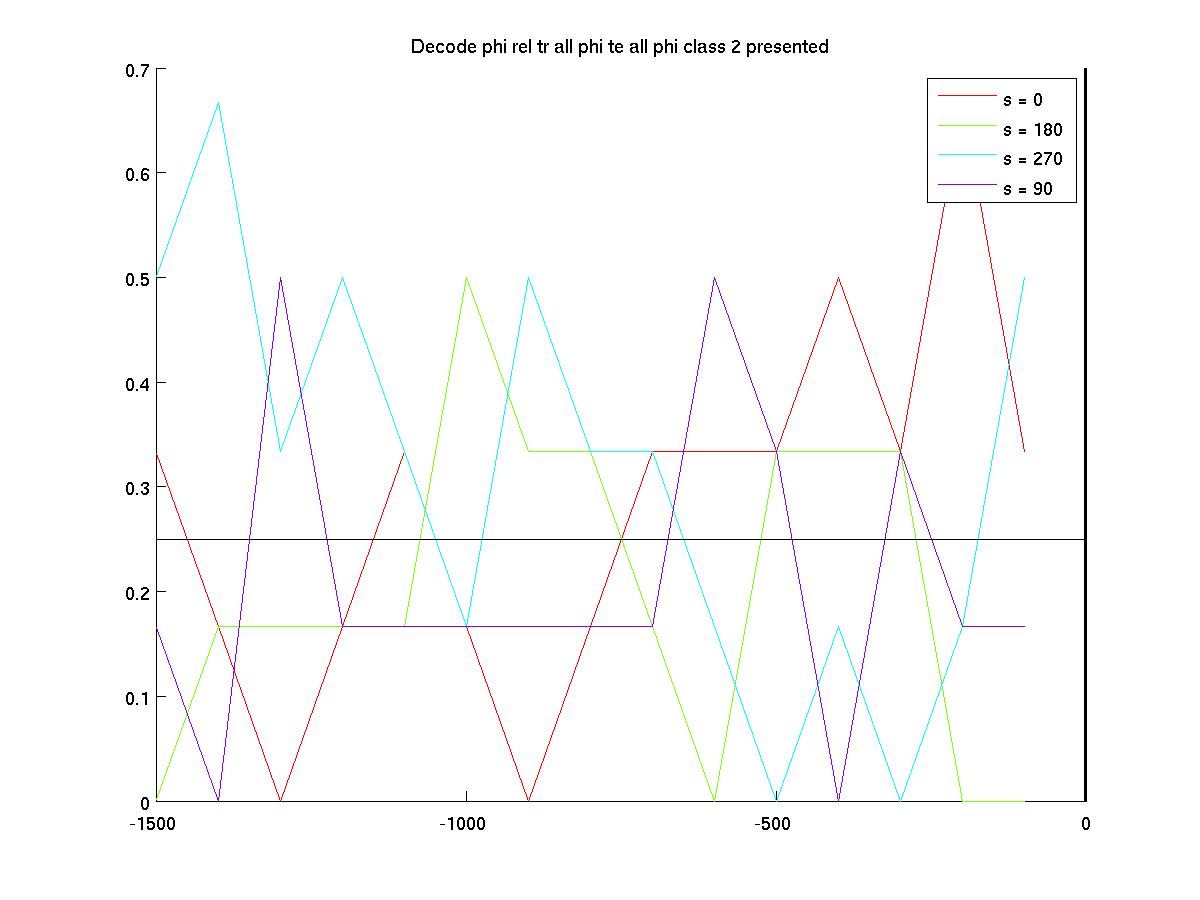 Decode phi rel tr all phi te all phi class 2 presented
0.7
0.6
0.5
0.4
0.3
0.2
0.1
0
-1500
-1000
-500
0
s = 0
s = 180
s = 270
s = 90